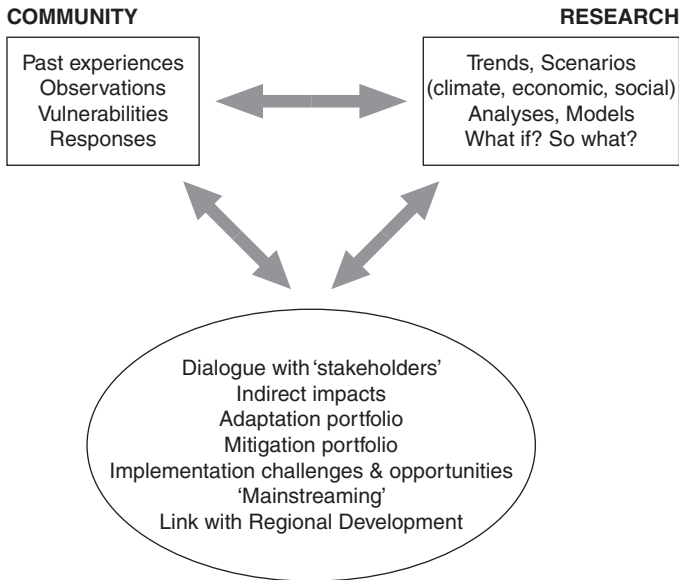 COMMUNITY
Past experiences
Observations
Vulnerabilities
Responses
RESEARCH
Trends, Scenarios
(climate, economic, social)
Analyses, Models
What if? So what?
Dialogue with ‘stakeholders’
Indirect impacts
Adaptation portfolio
Mitigation portfolio
Implementation challenges & opportunities
‘Mainstreaming’
Link with Regional Development